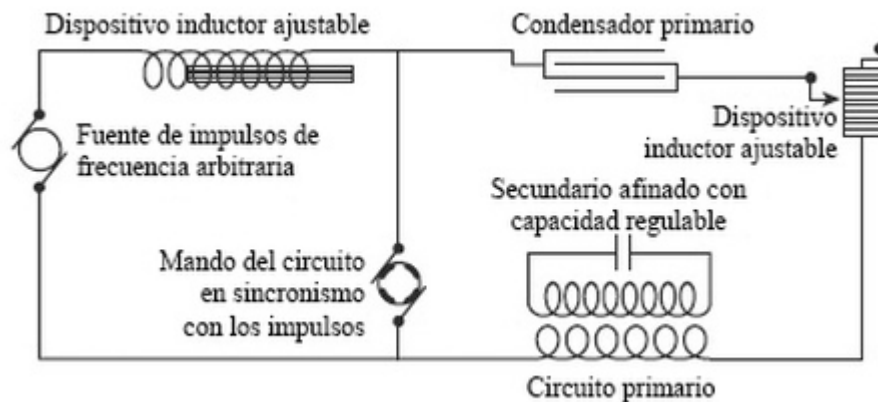 Dispositivo inductor ajustable
Condensador primario
Fuente de impulsos de
frecuencia arbitraria
Dispositivo
inductor ajustable
Secundario afinado con
capacidad regulable
Mando del circuito
en sincronismo
con los impulsos
Circuito primario